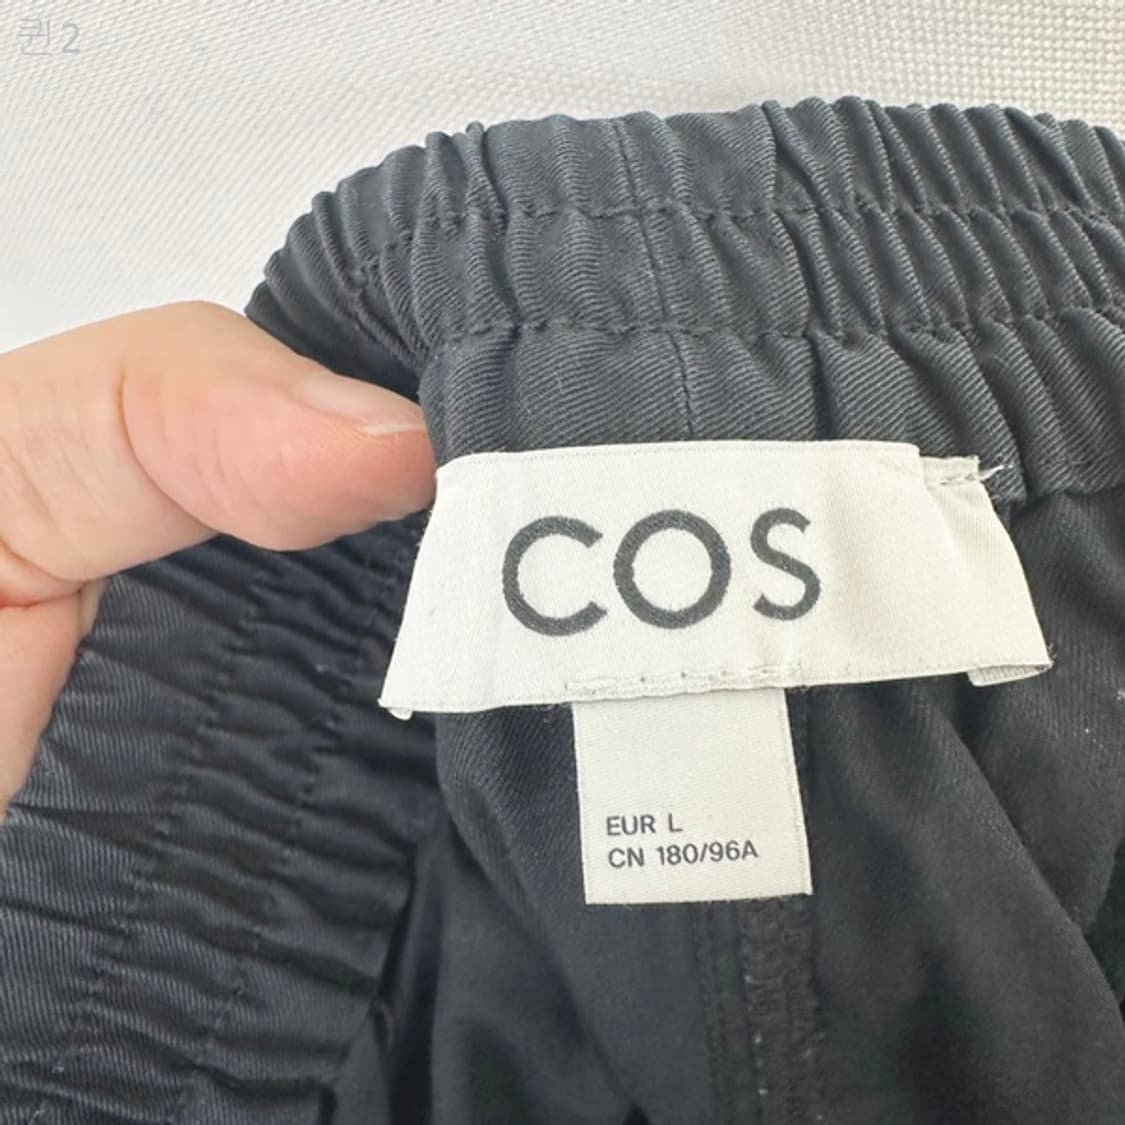 퀸 2
COS
EUR L
CN 180/96A